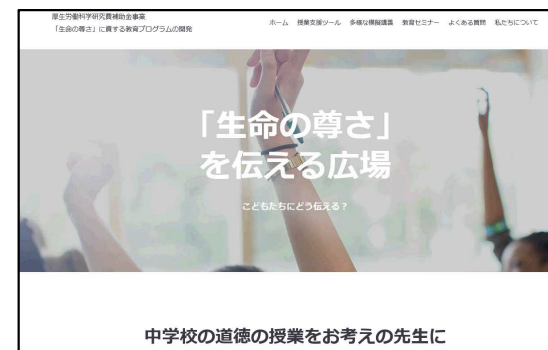 厚生労働科学研究費補助金事業
「生命の尊さ」に資する教育プログラムの開発
ホーム 授業支援ツール 多様な模擬講義 教育セミナー よくある質問 私たちについて
「生命の尊さ」
を伝える広場
こどもたちにどう伝える？
中学校の道徳の授業をお考えの先生に